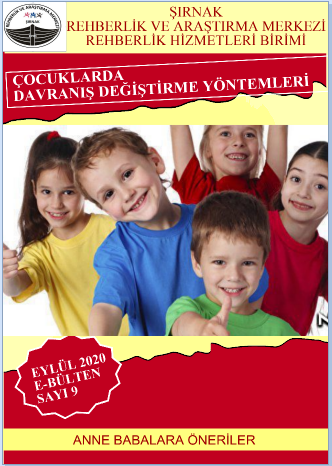 ŞIRNAK
REHBERLİK VE ARAŞTIRMA MERKEZİ
REHBERLİK HİZMETLERİ BİRİMİ
ŞIRNAK
ÇOCUKLARDA
DAVRANIŞ DEĞİŞTİRME YÖNTEMLERİ
EYLÜL 2020
E-BÜLTEN
SAYI 9
ANNE BABALARA ÖNERİLER